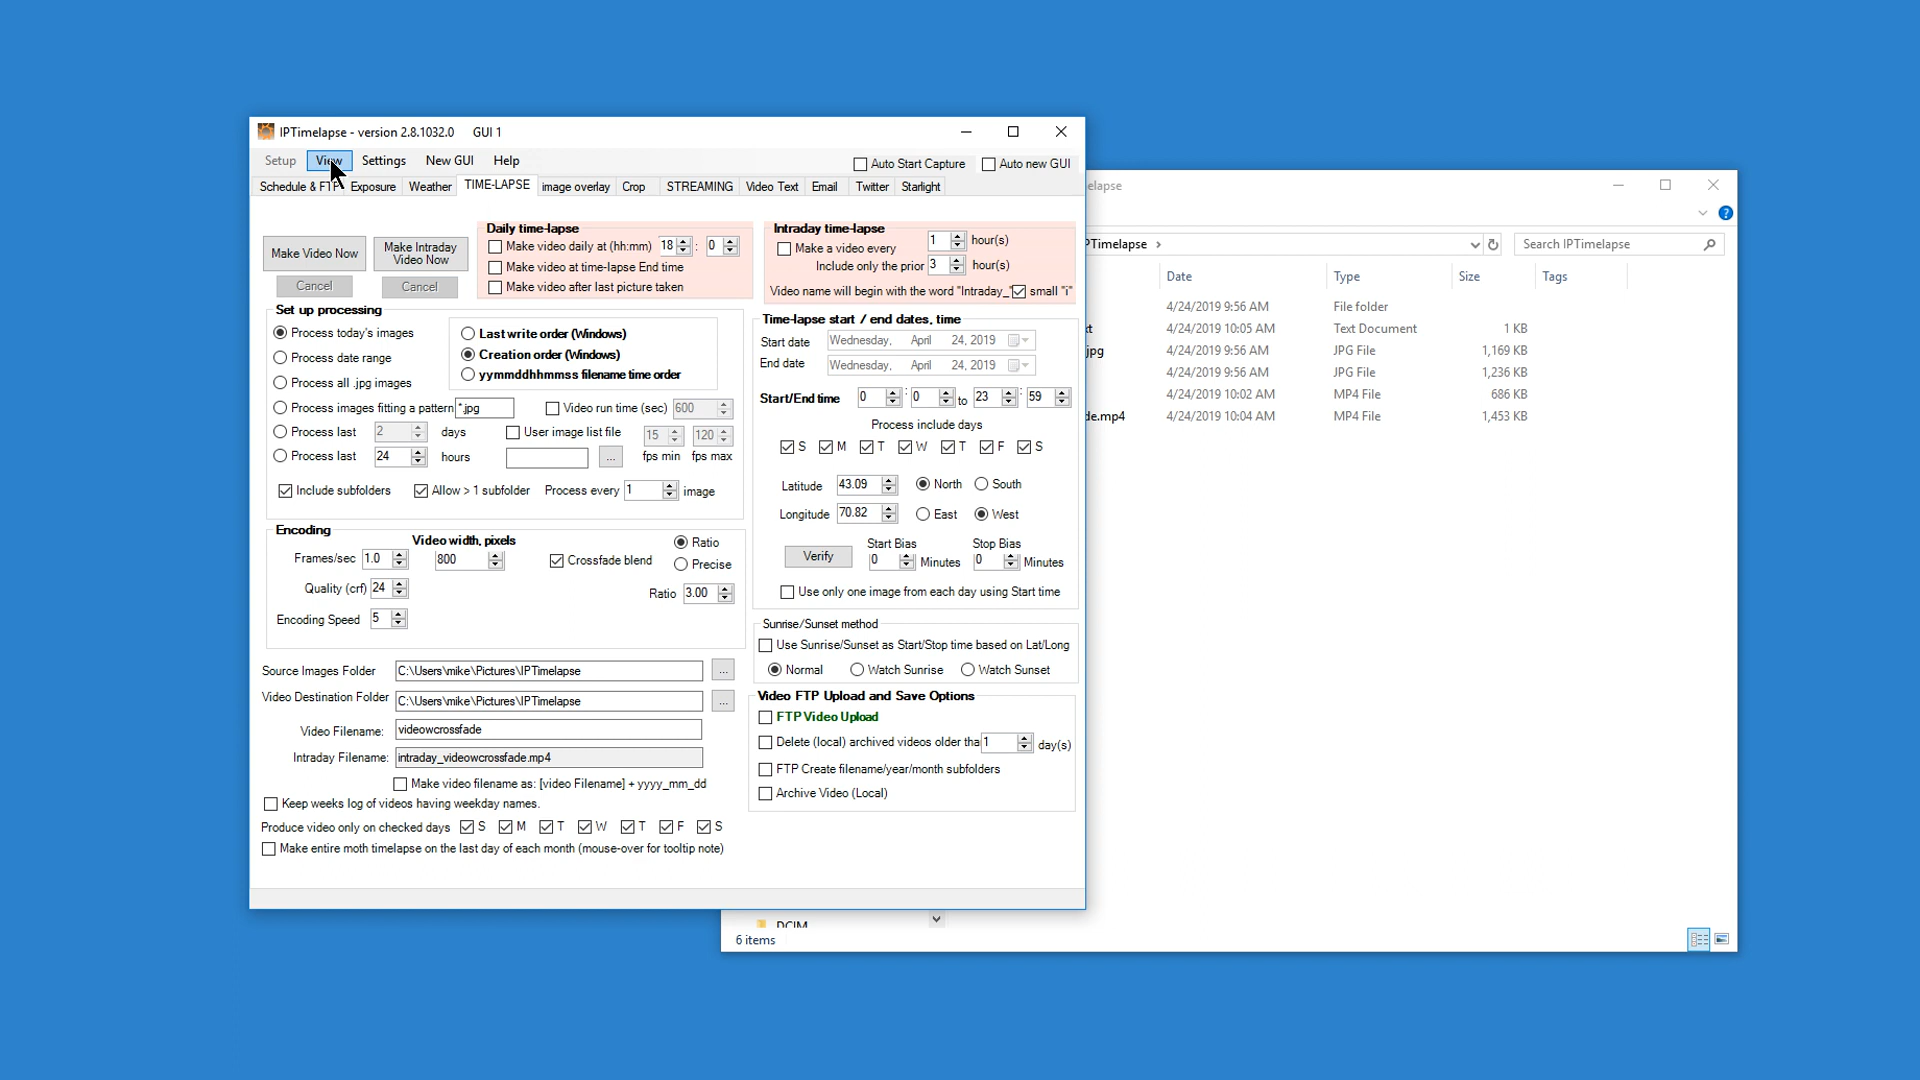 IPTimelapse - version 2.8.1032.0 GUI 1
Setup View Settings New GUI Help
Auto Start Capture Auto new GUI
Schedule & FTP Exposure Weather TIME-LAPSE image overlay Crop STREAMING Video Text Email Twitter Starlight
Make Video Now
Make Intraday Video Now
Cancel Cancel
Daily time-lapse
Make video daily at (hh:mm) 18 : 0
Make video at time-lapse End time
Make video after last picture taken
Intraday time-lapse
Make a video every 1 hour(s)
Include only the prior 3 hour(s)
Video name will begin with the word "Intraday_" small "i"
Set up processing
Process today's images
Process date range
Process all .jpg images
Last write order (Windows)
Creation order (Windows)
yymmddhhmmss filename time order
Process images fitting a pattern *.jpg Video run time (sec) 600
Process last 2 days User image list file 15 120
Process last 24 hours ... fps min fps max
Include subfolders Allow > 1 subfolder Process every 1 image
Encoding
Frames/sec 1.0
Video width, pixels
800
Crossfade blend
Ratio
Precise
Quality (crf) 24
Ratio 3.00
Encoding Speed 5
Source Images Folder C:\Users\mike\Pictures\IPTimelapse ...
Video Destination Folder C:\Users\mike\Pictures\IPTimelapse ...
Video Filename: videowcrossfade
Intraday Filename: intraday_videowcrossfade.mp4
Make video filename as: [video Filename] + yyyy_mm_dd
Keep weeks log of videos having weekday names.
Produce video only on checked days S M T W T F S
Make entire moth timelapse on the last day of each month (mouse-over for tooltip note)
Time-lapse start / end dates, time
Start date Wednesday, April 24, 2019
End date Wednesday, April 24, 2019
Start/End time 0 : 0 to 23 : 59
Process include days
S M T W T F S
Latitude 43.09 North South
Longitude 70.82 East West
Verify
Start Bias
0 Minutes
Stop Bias
0 Minutes
Use only one image from each day using Start time
Sunrise/Sunset method
Use Sunrise/Sunset as Start/Stop time based on Lat/Long
Normal Watch Sunrise Watch Sunset
Video FTP Upload and Save Options
FTP Video Upload
Delete (local) archived videos older tha 1 day(s)
FTP Create filename/year/month subfolders
Archive Video (Local)
elapse
PTimelapse >
Search IPTimelapse
Date Type Size Tags
4/24/2019 9:56 AM File folder
xt 4/24/2019 10:05 AM Text Document 1 KB
.jpg 4/24/2019 9:56 AM JPG File 1,169 KB
4/24/2019 9:56 AM JPG File 1,236 KB
4/24/2019 10:02 AM MP4 File 686 KB
de.mp4 4/24/2019 10:04 AM MP4 File 1,453 KB
DCIM
6 items